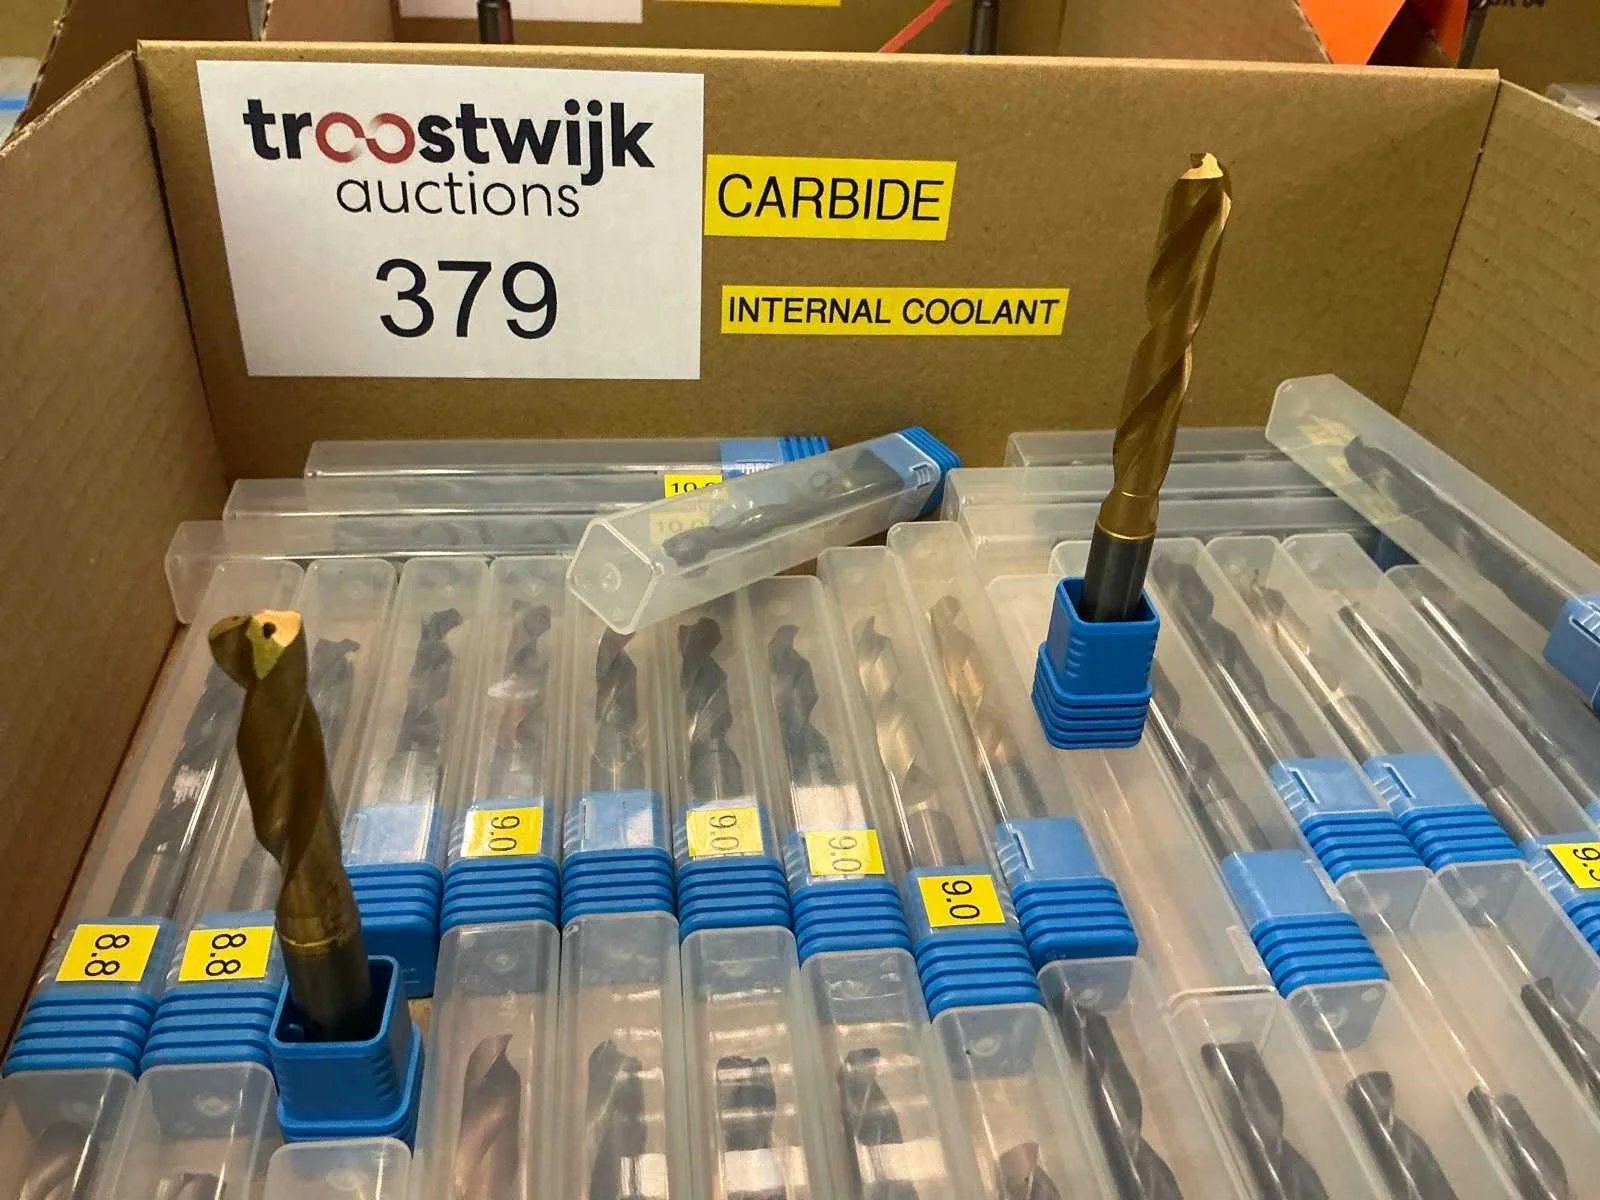 troostwijk
auctions
379
CARBIDE
INTERNAL COOLANT
9.0
9.0
9.0
9.0
8.8
8.8